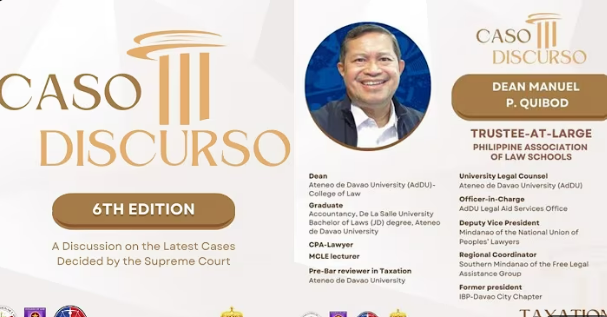 CASO
DISCURSO
6TH EDITION
A Discussion on the Latest Cases
Decided by the Supreme Court
CASO
DISCURSO
DEAN MANUEL
P. QUIBOD
TRUSTEE-AT-LARGE
PHILIPPINE ASSOCIATION
OF LAW SCHOOLS
Dean
Ateneo de Davao University (AdDU)-
College of Law
Graduate
Accountancy, De La Salle University
Bachelor of Laws (JD) degree, Ateneo
de Davao University
CPA-Lawyer
MCLE lecturer
Pre-Bar reviewer in Taxation
Ateneo de Davao University
University Legal Counsel
Ateneo de Davao University (AdDU)
Officer-in-Charge
AdDU Legal Aid Services Office
Deputy Vice President
Mindanao of the National Union of
Peoples' Lawyers
Regional Coordinator
Southern Mindanao of the Free Legal
Assistance Group
Former president
IBP-Davao City Chapter
TAXATION